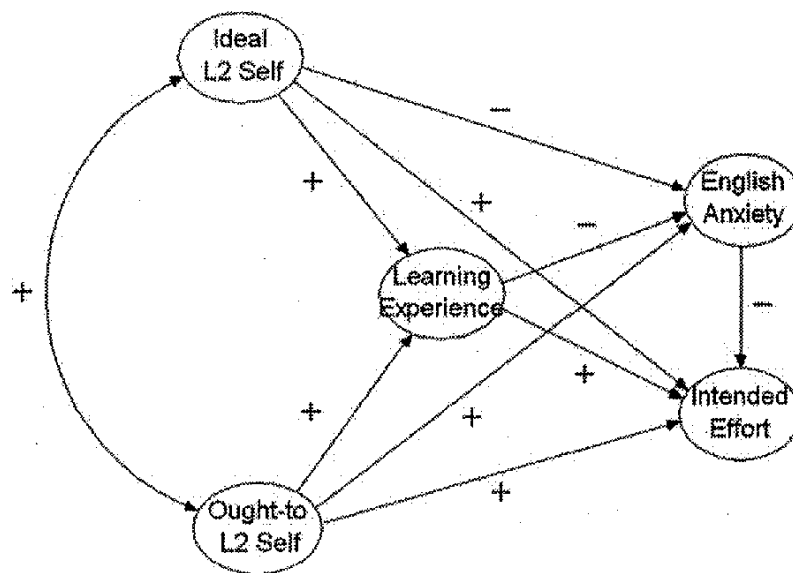 Ideal
L2 Self
−
+
+
English
Anxiety
−
+
Learning
Experience
−
+
+
+
Intended
Effort
+
Ought-to
L2 Self